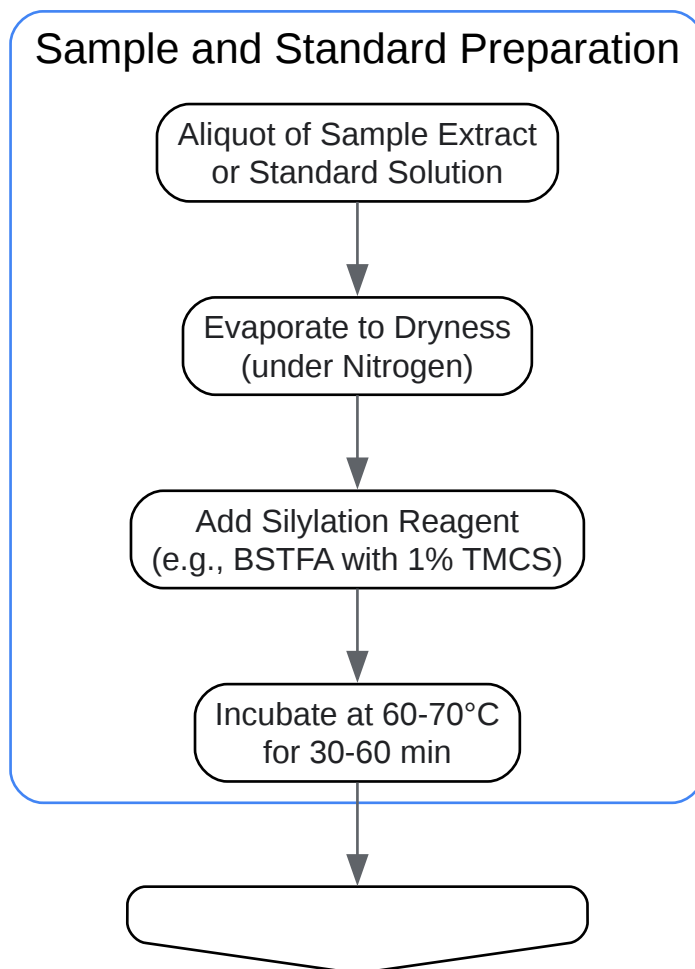 Sample and Standard Preparation
Aliquot of Sample Extract
or Standard Solution
Evaporate to Dryness
(under Nitrogen)
Add Silylation Reagent
(e.g., BSTFA with 1% TMCS)
Incubate at 60-70°C
for 30-60 min